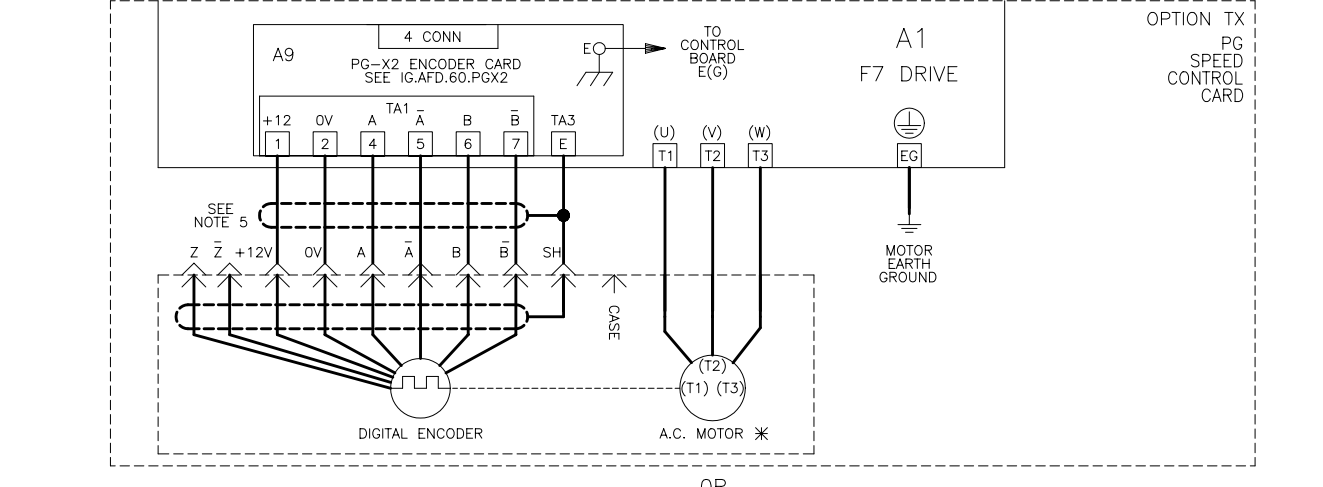 OPTION TX
PG
SPEED
CONTROL
CARD
A9
4 CONN
PG-X2 ENCODER CARD
SEE IG.AFD.60.PGX2
E
TO
CONTROL
BOARD
E(G)
A1
F7 DRIVE
TA1
+12 0V A A̅ B B̅ TA3
1 2 4 5 6 7 E
(U) (V) (W)
T1 T2 T3
EG
SEE
NOTE 5
Z Z̅ +12V 0V A A̅ B B̅ SH
CASE
MOTOR
EARTH
GROUND
(T2)
(T1) (T3)
DIGITAL ENCODER
A.C. MOTOR *
OR